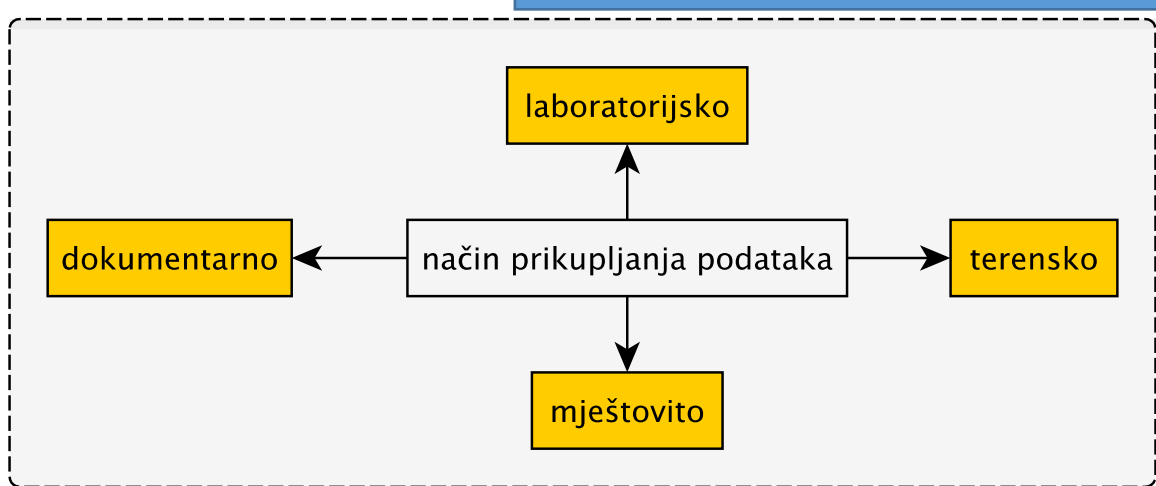 laboratorijsko
dokumentarno
način prikupljanja podataka
terensko
mještovito